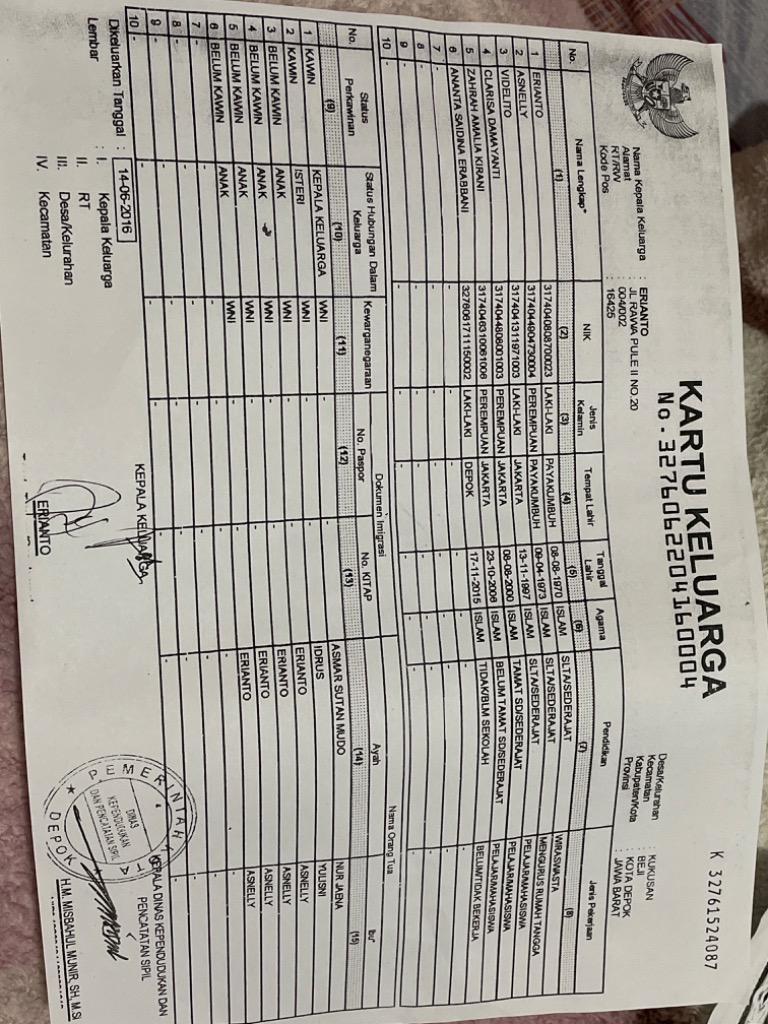 KARTU KELUARGA
No. 3276062204160004
K 32761524087
Nama Kepala Keluarga : ERIANTO
Alamat : JL RAWA PULE II NO.20
RT/RW : 004/002
Kode Pos : 16425
Desa/Kelurahan : KUKUSAN
Kecamatan : BEJI
Kabupaten/Kota : KOTA DEPOK
Provinsi : JAWA BARAT
No. Nama Lengkap* NIK Jenis Kelamin Tempat Lahir Tanggal Lahir Agama Pendidikan Jenis Pekerjaan
(1) (2) (3) (4) (5) (6) (7) (8)
1 ERIANTO 3174040808700023 LAKI-LAKI PAYAKUMBUH 08-08-1970 ISLAM SLTA/SEDERAJAT WIRASWASTA
2 ASNELLY 3174044904730004 PEREMPUAN PAYAKUMBUH 09-04-1973 ISLAM SLTA/SEDERAJAT MENGURUS RUMAH TANGGA
3 VIDELITO 3174041311971003 LAKI-LAKI JAKARTA 13-11-1997 ISLAM SLTA/SEDERAJAT PELAJAR/MAHASISWA
4 CLARISA DAMAYANTI 3174044808001003 PEREMPUAN JAKARTA 08-08-2000 ISLAM TAMAT SD/SEDERAJAT PELAJAR/MAHASISWA
5 ZAHRAH AMALIA KIRANI 3174046310061006 PEREMPUAN JAKARTA 23-10-2006 ISLAM BELUM TAMAT SD/SEDERAJAT PELAJAR/MAHASISWA
6 ANANTA SAIDINA ERABBANI 3276061711150002 LAKI-LAKI DEPOK 17-11-2015 ISLAM TIDAK/BLM SEKOLAH BELUM/TIDAK BEKERJA
7 - - - - - - - -
8 - - - - - - - -
9 - - - - - - - -
10 - - - - - - - -
No. Status Perkawinan Status Hubungan Dalam Keluarga Kewarganegaraan Dokumen Imigrasi Nama Orang Tua
No. Paspor No. KITAP Ayah Ibu*
(9) (10) (11) (12) (13) (14) (15)
1 KAWIN KEPALA KELUARGA WNI - - ASMAR SUTAN MUDO NUR JAENA
2 KAWIN ISTERI WNI - - IDRUS YULISNI
3 BELUM KAWIN ANAK WNI - - ERIANTO ASNELLY
4 BELUM KAWIN ANAK WNI - - ERIANTO ASNELLY
5 BELUM KAWIN ANAK WNI - - ERIANTO ASNELLY
6 BELUM KAWIN ANAK WNI - - ERIANTO ASNELLY
7 - - - - - - -
8 - - - - - - -
9 - - - - - - -
10 - - - - - - -
Dikeluarkan Tanggal : 14-06-2016
Lembar : I. Kepala Keluarga
II. RT
III. Desa/Kelurahan
IV. Kecamatan
KEPALA KELUARGA,
ERIANTO
KEPALA DINAS KEPENDUDUKAN DAN
PENCATATAN SIPIL
PEMERINTAH KOTA
DINAS
KEPENDUDUKAN
DAN PENCATATAN SIPIL
DEPOK
H.M. MISBAHUL MUNIR, SH, M.Si